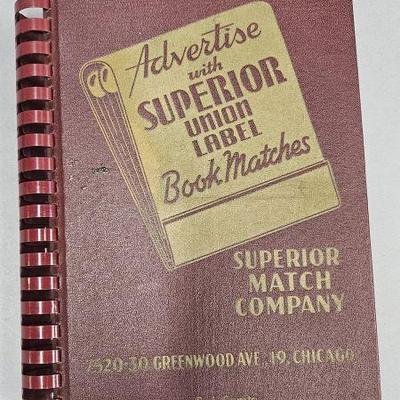 Advertise
with
SUPERIOR
UNION
LABEL
Book Matches
SUPERIOR
MATCH
COMPANY
7520-30 GREENWOOD AVE., 19, CHICAGO